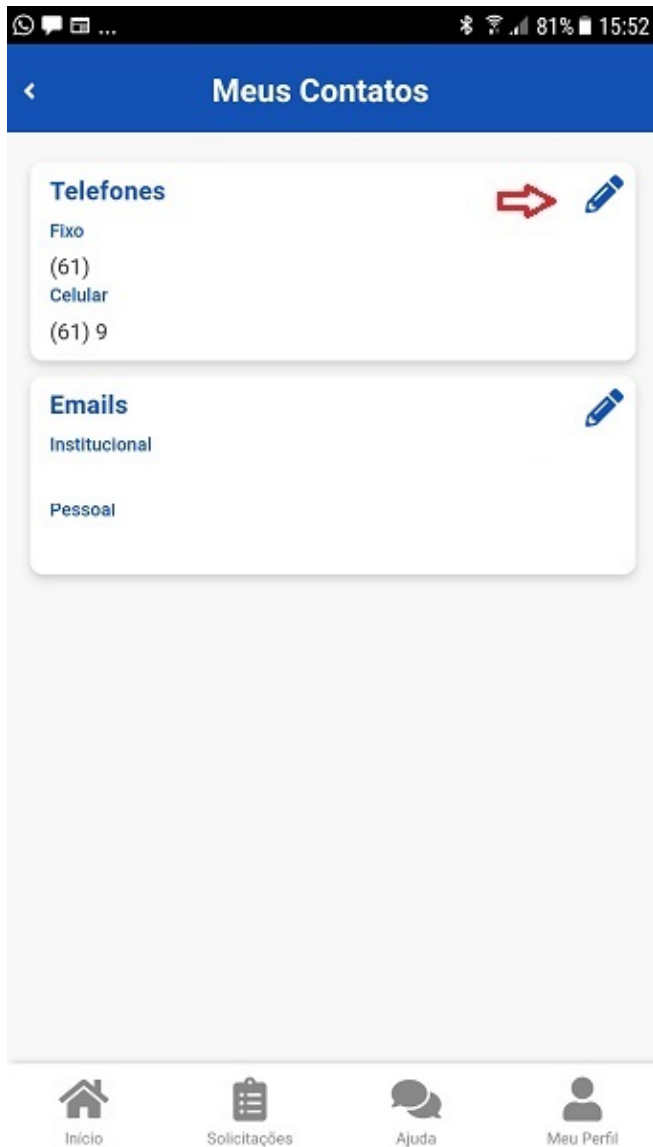 ... 81% 15:52
Meus Contatos
Telefones
Fixo
(61)
Celular
(61) 9
Emails
Institucional
Pessoal
Início Solicitações Ajuda Meu Perfil